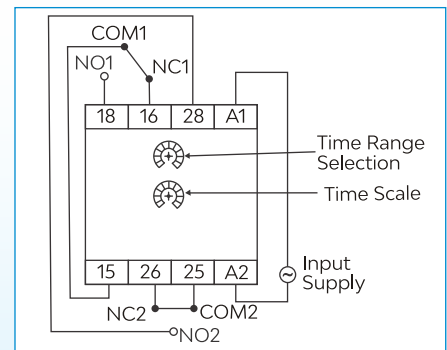 COM1
NO1
NC1
18 16 28 A1
Time Range
Selection
Time Scale
15 26 25 A2
Input
Supply
NC2 COM2
NO2